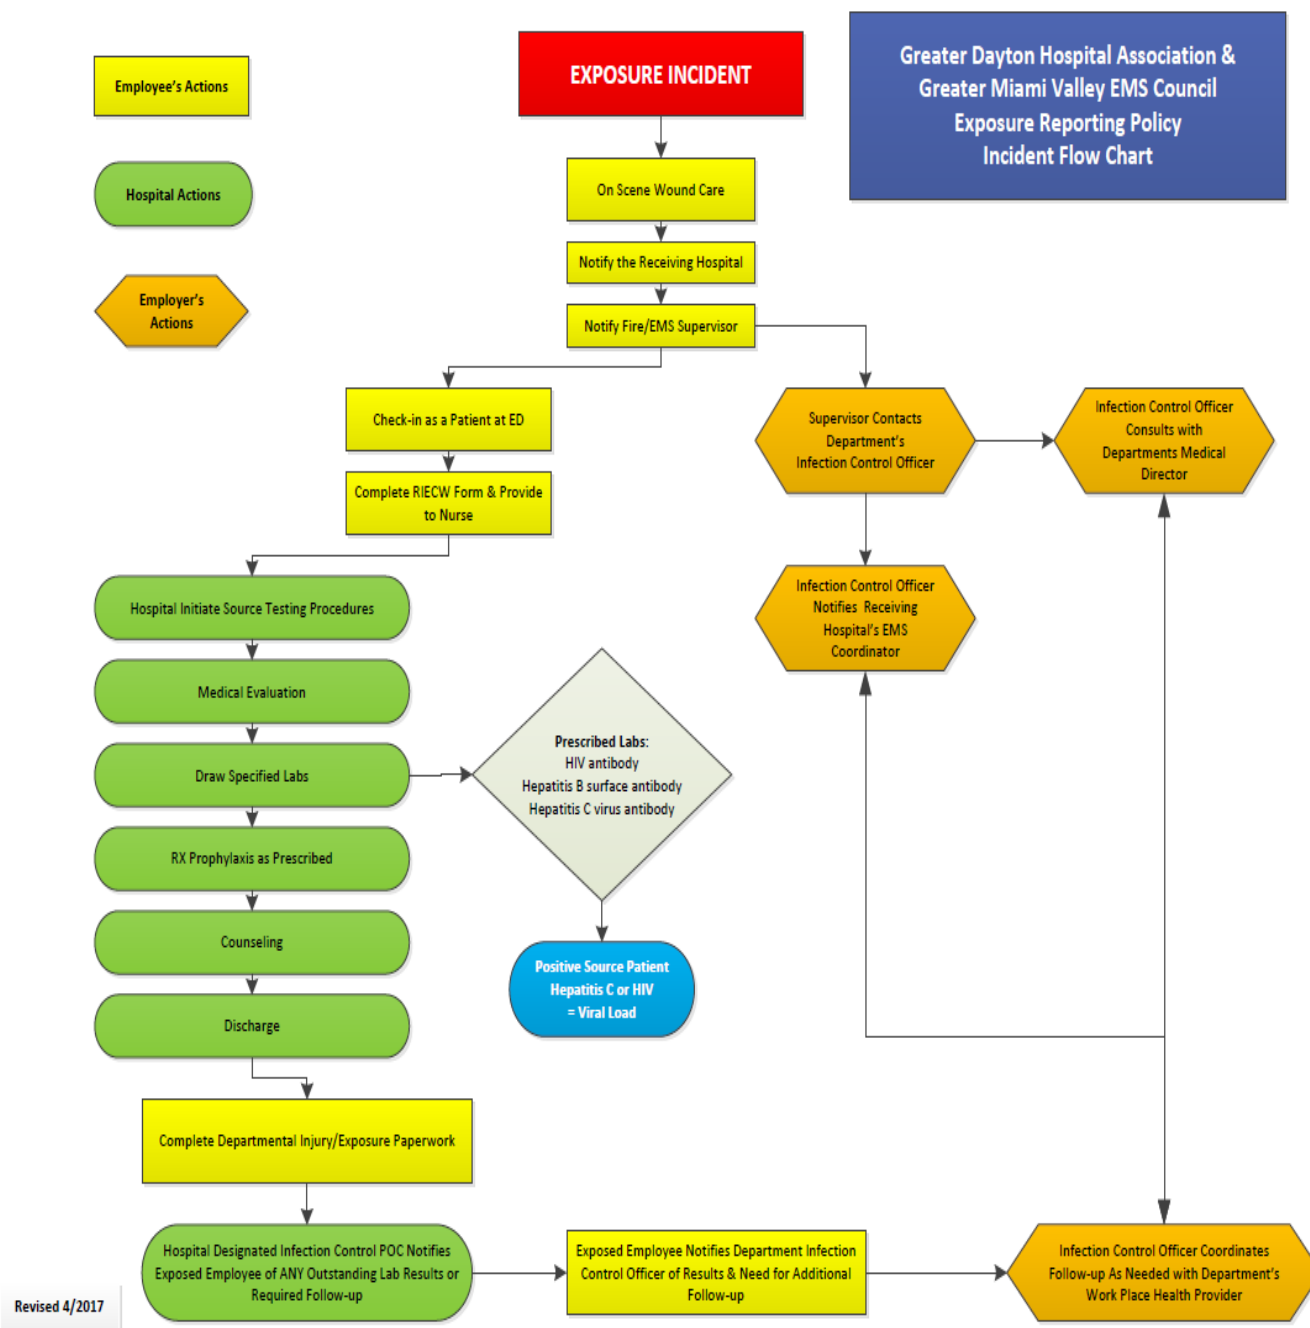 Employee's Actions
EXPOSURE INCIDENT
Greater Dayton Hospital Association &
Greater Miami Valley EMS Council
Exposure Reporting Policy
Incident Flow Chart
Hospital Actions
Employer's
Actions
On Scene Wound Care
Notify the Receiving Hospital
Notify Fire/EMS Supervisor
Check-in as a Patient at ED
Complete RIECW Form & Provide
to Nurse
Supervisor Contacts
Department's
Infection Control Officer
Infection Control Officer
Consults with
Departments Medical
Director
Infection Control Officer
Notifies Receiving
Hospital's EMS
Coordinator
Hospital Initiate Source Testing Procedures
Medical Evaluation
Draw Specified Labs
RX Prophylaxis as Prescribed
Counseling
Discharge
Prescribed Labs:
HIV antibody
Hepatitis B surface antibody
Hepatitis C virus antibody
Positive Source Patient
Hepatitis C or HIV
= Viral Load
Complete Departmental Injury/Exposure Paperwork
Hospital Designated Infection Control POC Notifies
Exposed Employee of ANY Outstanding Lab Results or
Required Follow-up
Exposed Employee Notifies Department Infection
Control Officer of Results & Need for Additional
Follow-up
Infection Control Officer Coordinates
Follow-up As Needed with Department's
Work Place Health Provider
Revised 4/2017